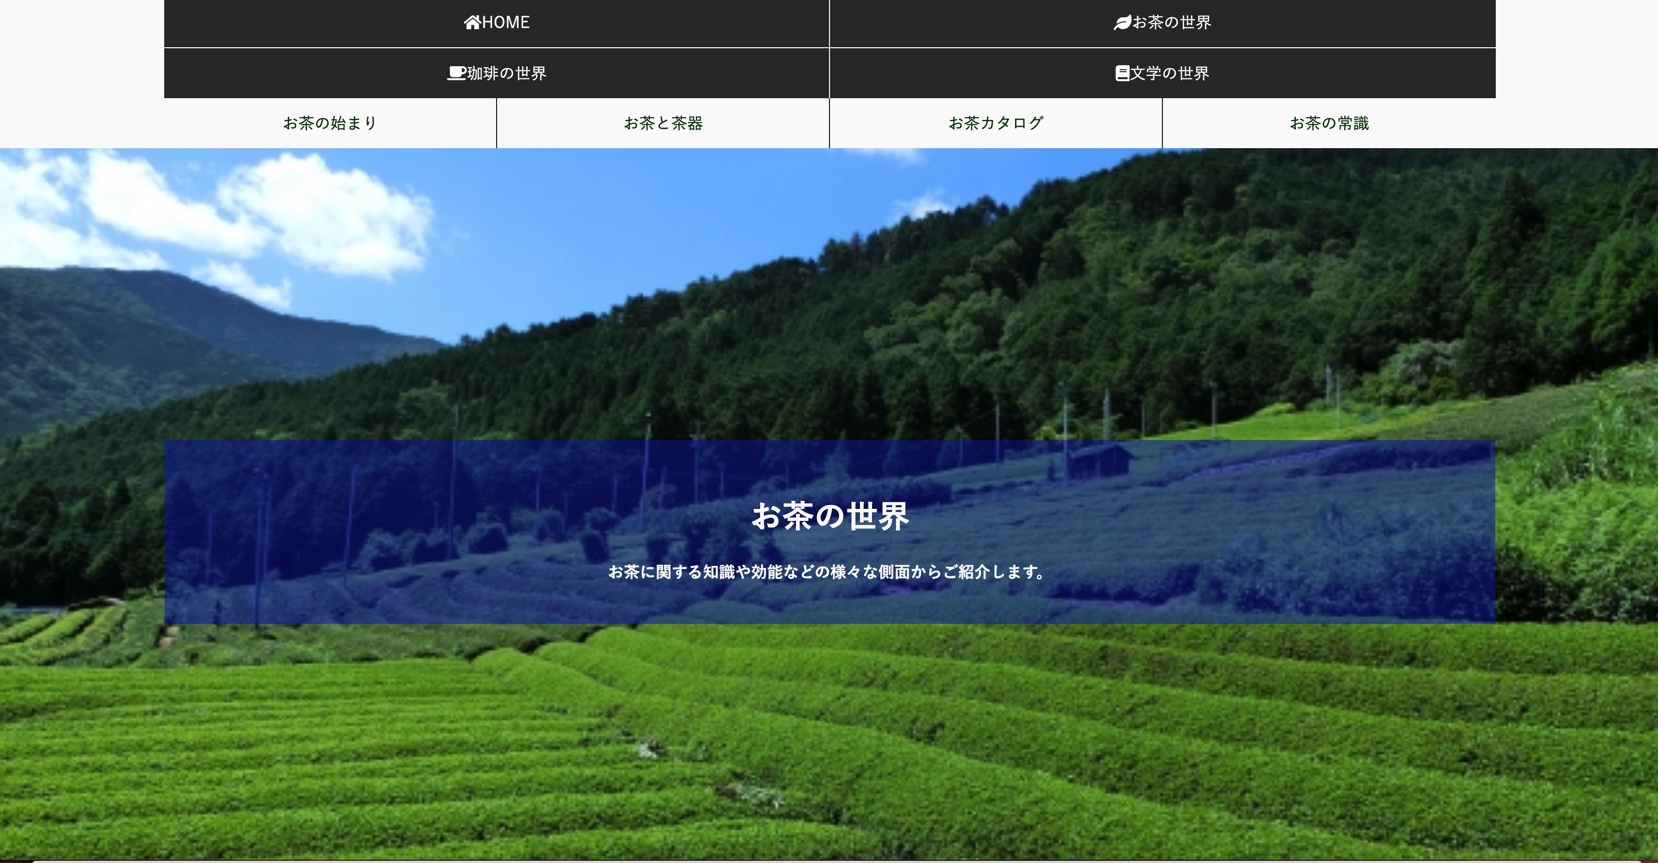 HOME
お茶の世界
珈琲の世界
文学の世界
お茶の始まり
お茶と茶器
お茶カタログ
お茶の常識
お茶の世界
お茶に関する知識や効能などの様々な側面からご紹介します。